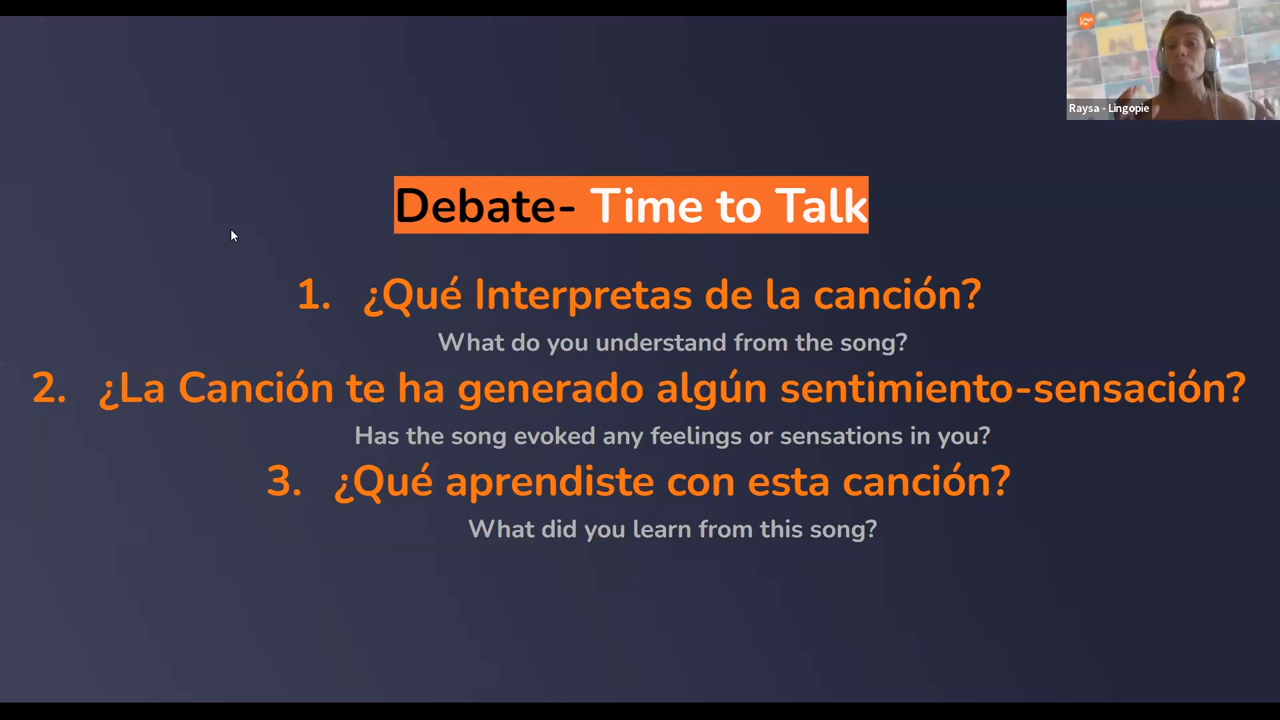 Raysa - Lingopie
Debate- Time to Talk
1. ¿Qué Interpretas de la canción?
What do you understand from the song?
2. ¿La Canción te ha generado algún sentimiento-sensación?
Has the song evoked any feelings or sensations in you?
3. ¿Qué aprendiste con esta canción?
What did you learn from this song?